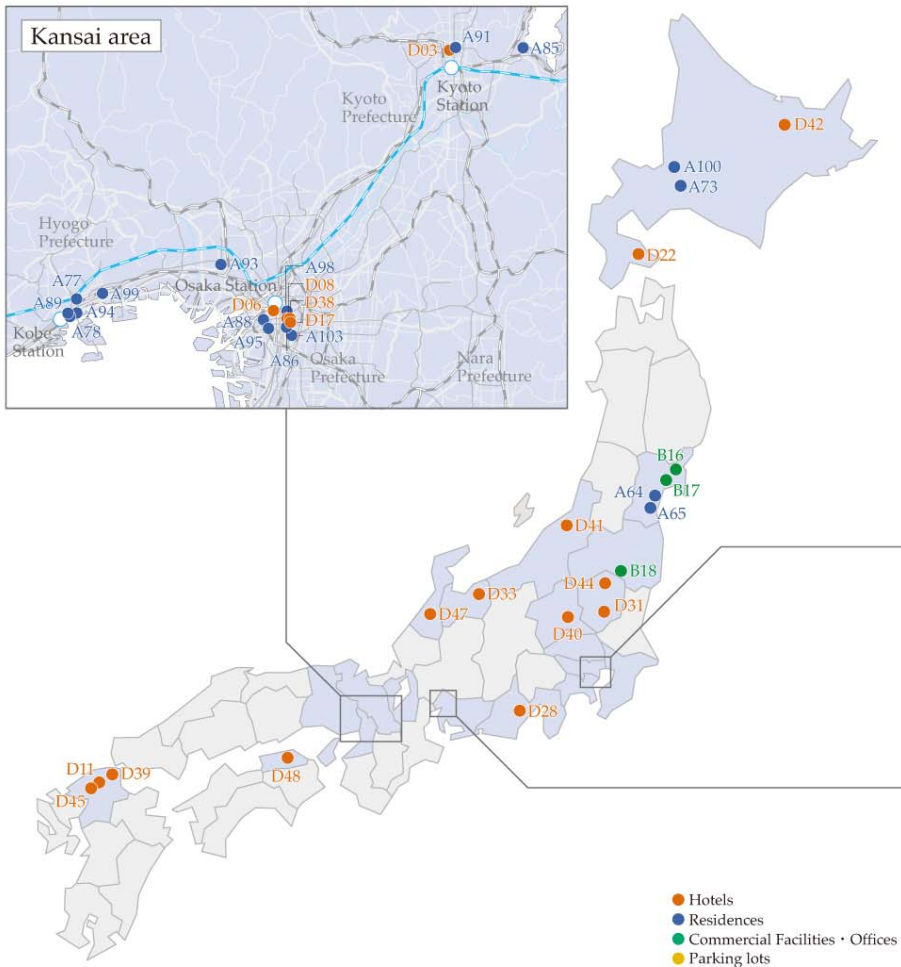 Kansai area
D03
A91
A85
Kyoto
Station
Kyoto
Prefecture
D42
A100
A73
D22
Hyogo
Prefecture
A93
A98
D08
D38
D17
A77
A99
Osaka Station
D06
A89
A94
A88
Kobe
Station
A78
A95
A103
A86
Osaka
Prefecture
Nara
Prefecture
B16
B17
A64
A65
D41
B18
D44
D33
D31
D47
D40
D28
D11
D39
D45
D48
Hotels
Residences
Commercial Facilities・Offices
Parking lots